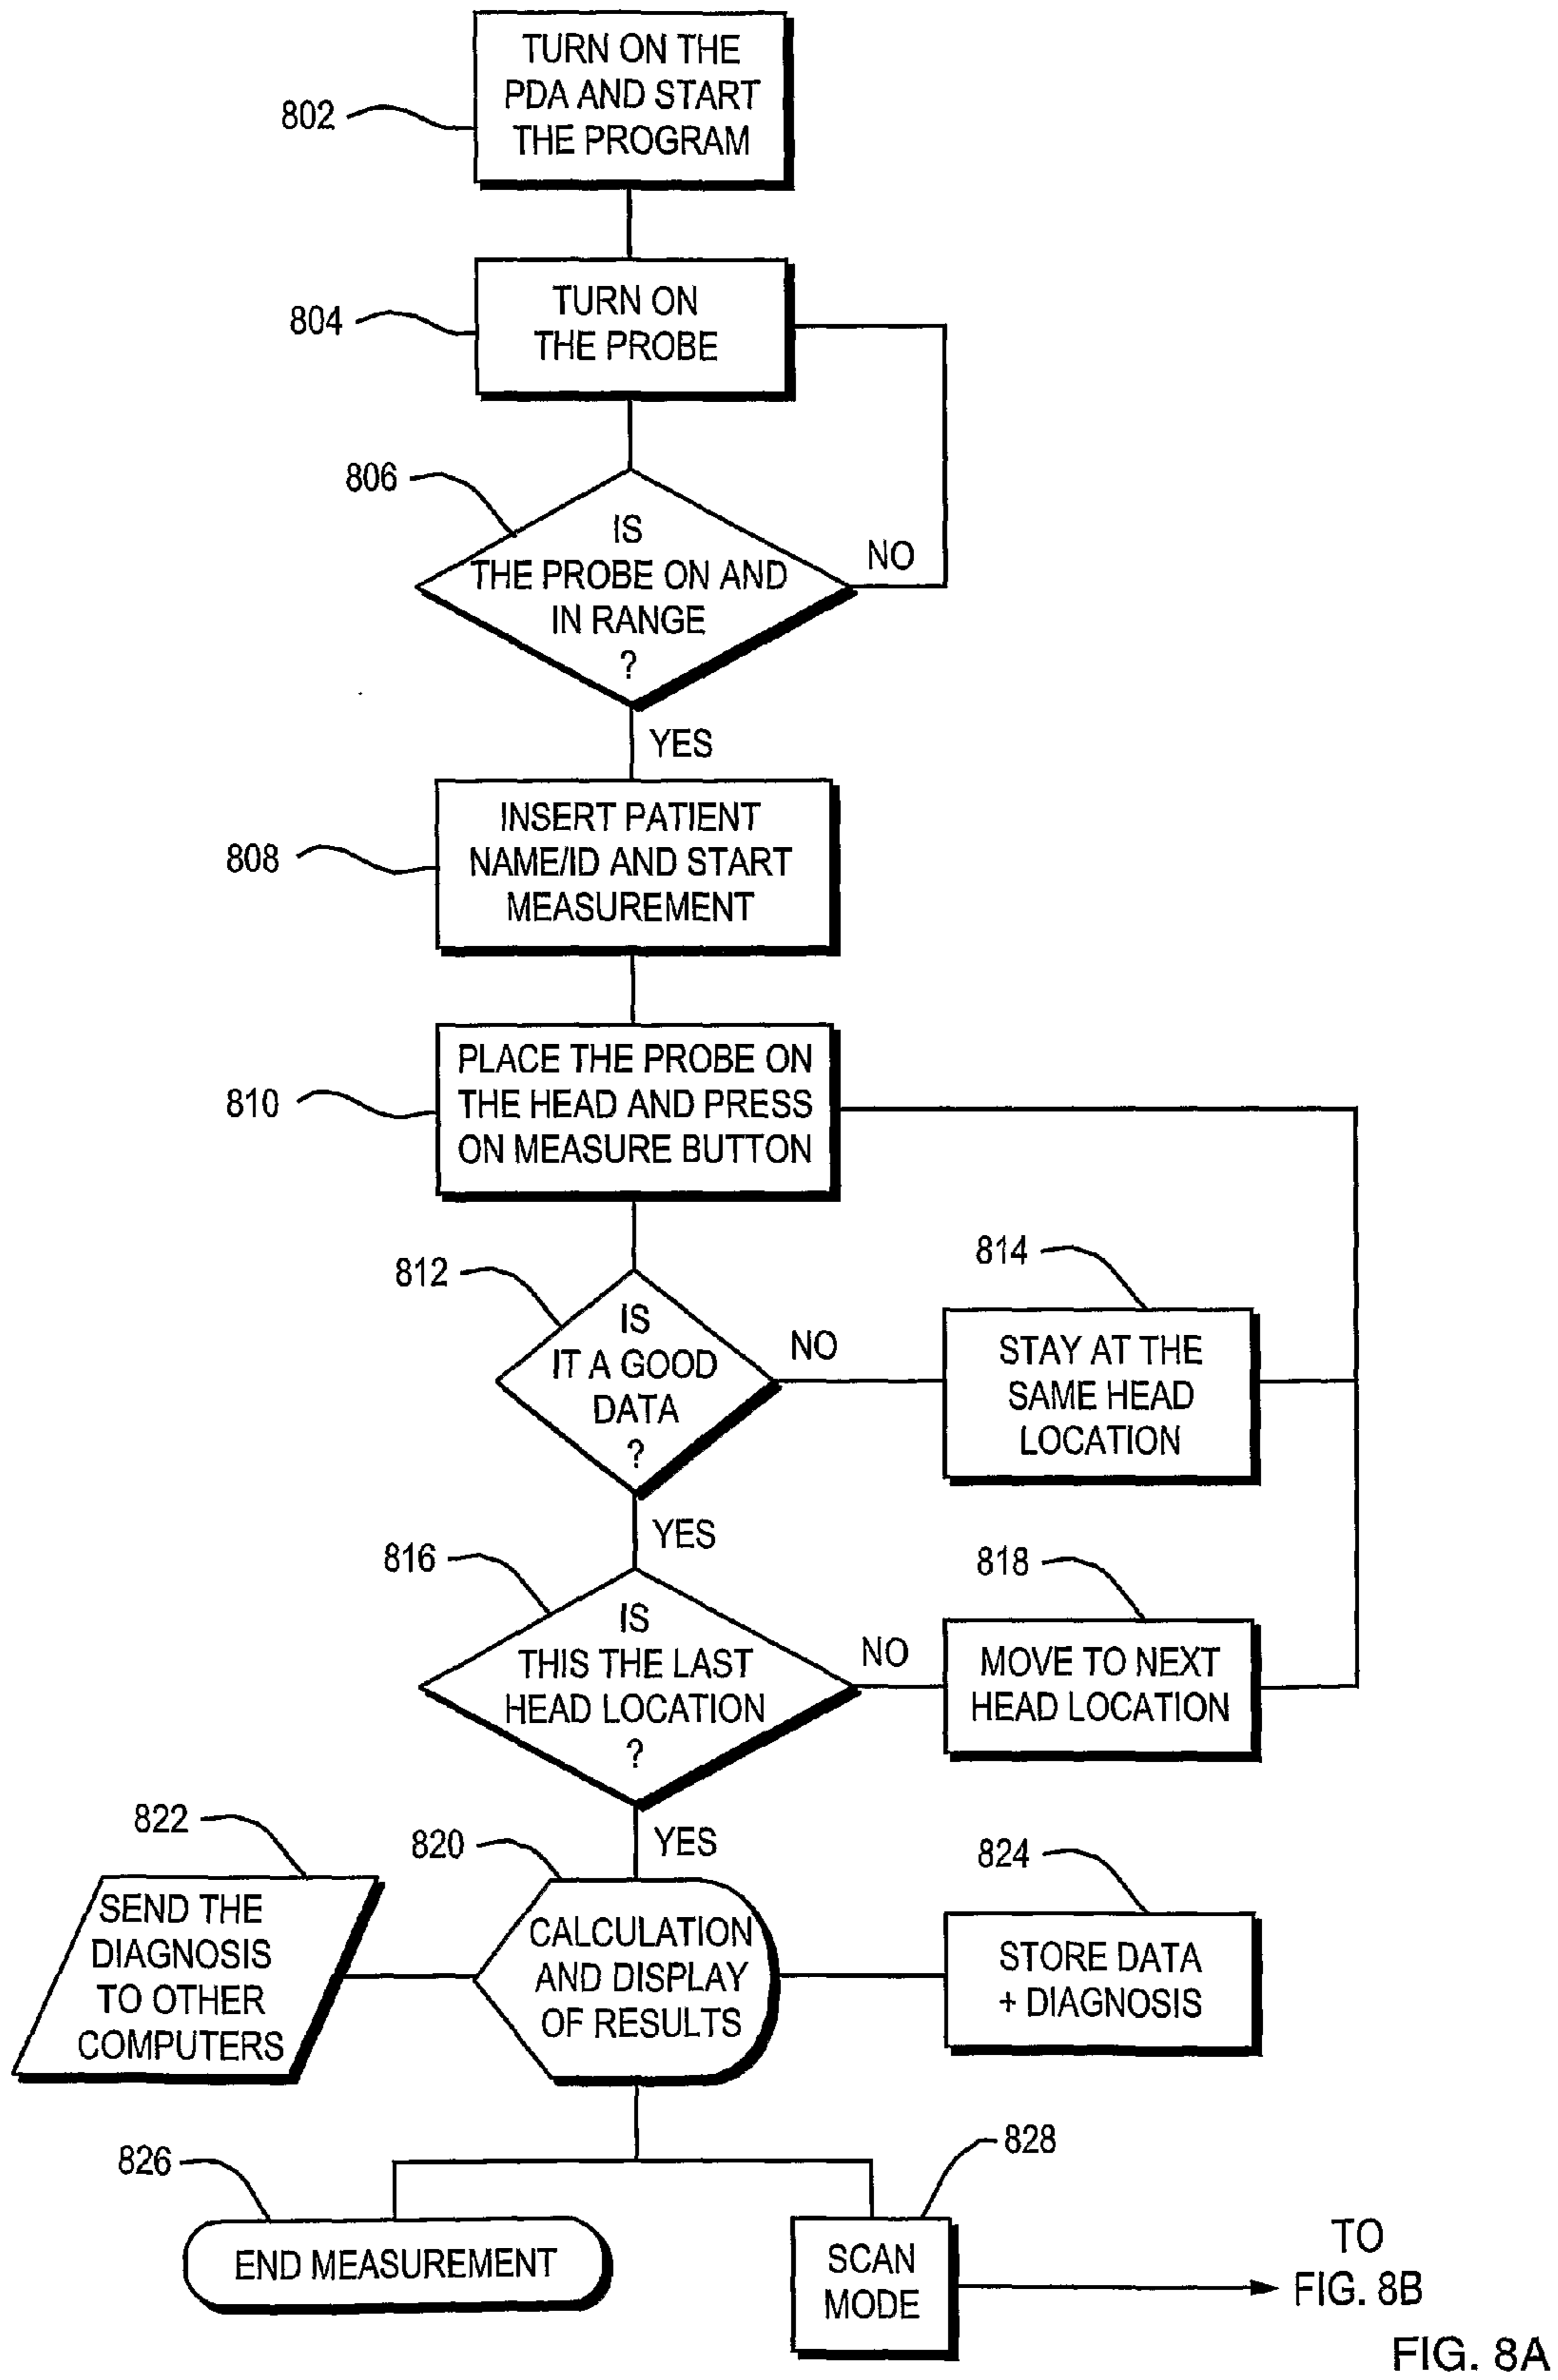 TURN ON THE
PDA AND START
THE PROGRAM
802
TURN ON
THE PROBE
804
806
IS
THE PROBE ON AND
IN RANGE
?
NO
YES
INSERT PATIENT
NAME/ID AND START
MEASUREMENT
808
PLACE THE PROBE ON
THE HEAD AND PRESS
ON MEASURE BUTTON
810
812
IS
IT A GOOD
DATA
?
NO
814
STAY AT THE
SAME HEAD
LOCATION
YES
816
IS
THIS THE LAST
HEAD LOCATION
?
NO
818
MOVE TO NEXT
HEAD LOCATION
YES
822
SEND THE
DIAGNOSIS
TO OTHER
COMPUTERS
820
CALCULATION
AND DISPLAY
OF RESULTS
824
STORE DATA
+ DIAGNOSIS
826
END MEASUREMENT
828
SCAN
MODE
TO
FIG. 8B
FIG. 8A